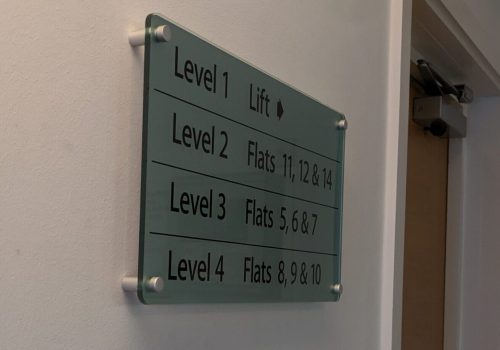 Level 1 Lift
Level 2 Flats 11, 12 & 14
Level 3 Flats 5, 6 & 7
Level 4 Flats 8, 9 & 10